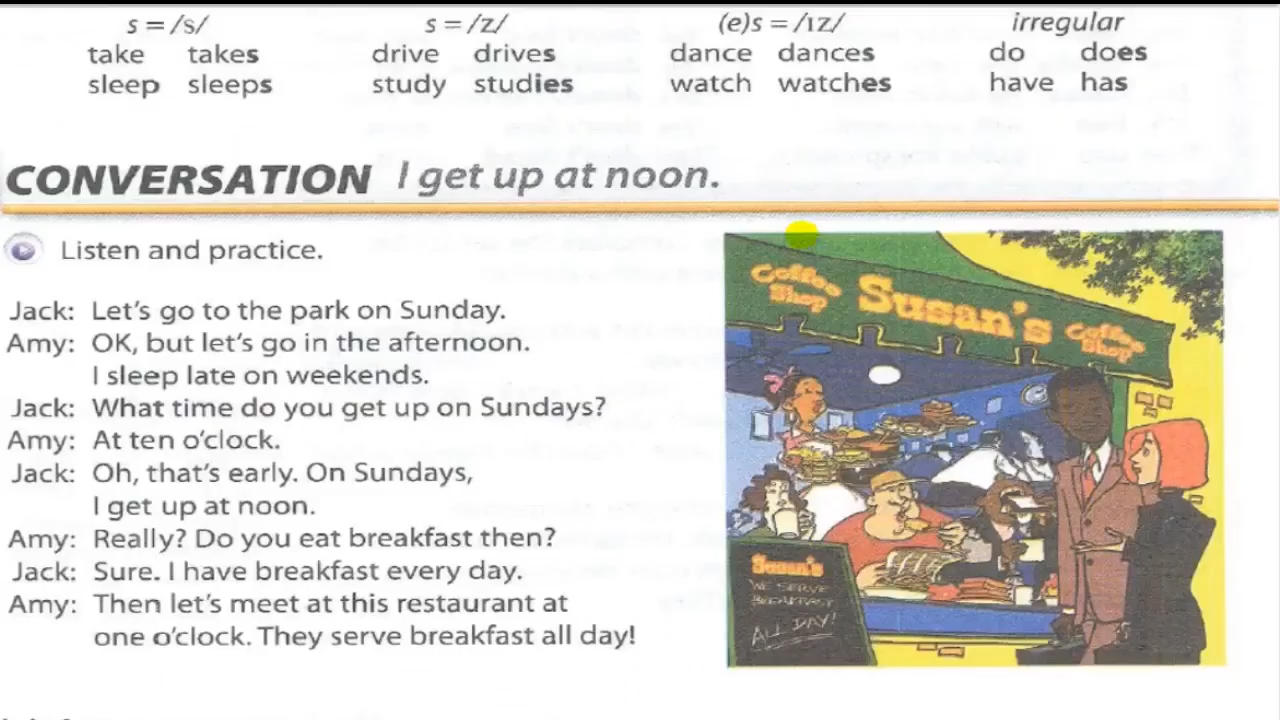 s = /s/ s = /z/ (e)s = /ɪz/ irregular
take takes drive drives dance dances do does
sleep sleeps study studies watch watches have has
CONVERSATION I get up at noon.
Listen and practice.
Jack: Let's go to the park on Sunday.
Amy: OK, but let's go in the afternoon.
I sleep late on weekends.
Jack: What time do you get up on Sundays?
Amy: At ten o'clock.
Jack: Oh, that's early. On Sundays,
I get up at noon.
Amy: Really? Do you eat breakfast then?
Jack: Sure. I have breakfast every day.
Amy: Then let's meet at this restaurant at
one o'clock. They serve breakfast all day!
Coffee Shop
Susan's
Coffee Shop
Susan's
WE SERVE
BREAKFAST
ALL DAY!